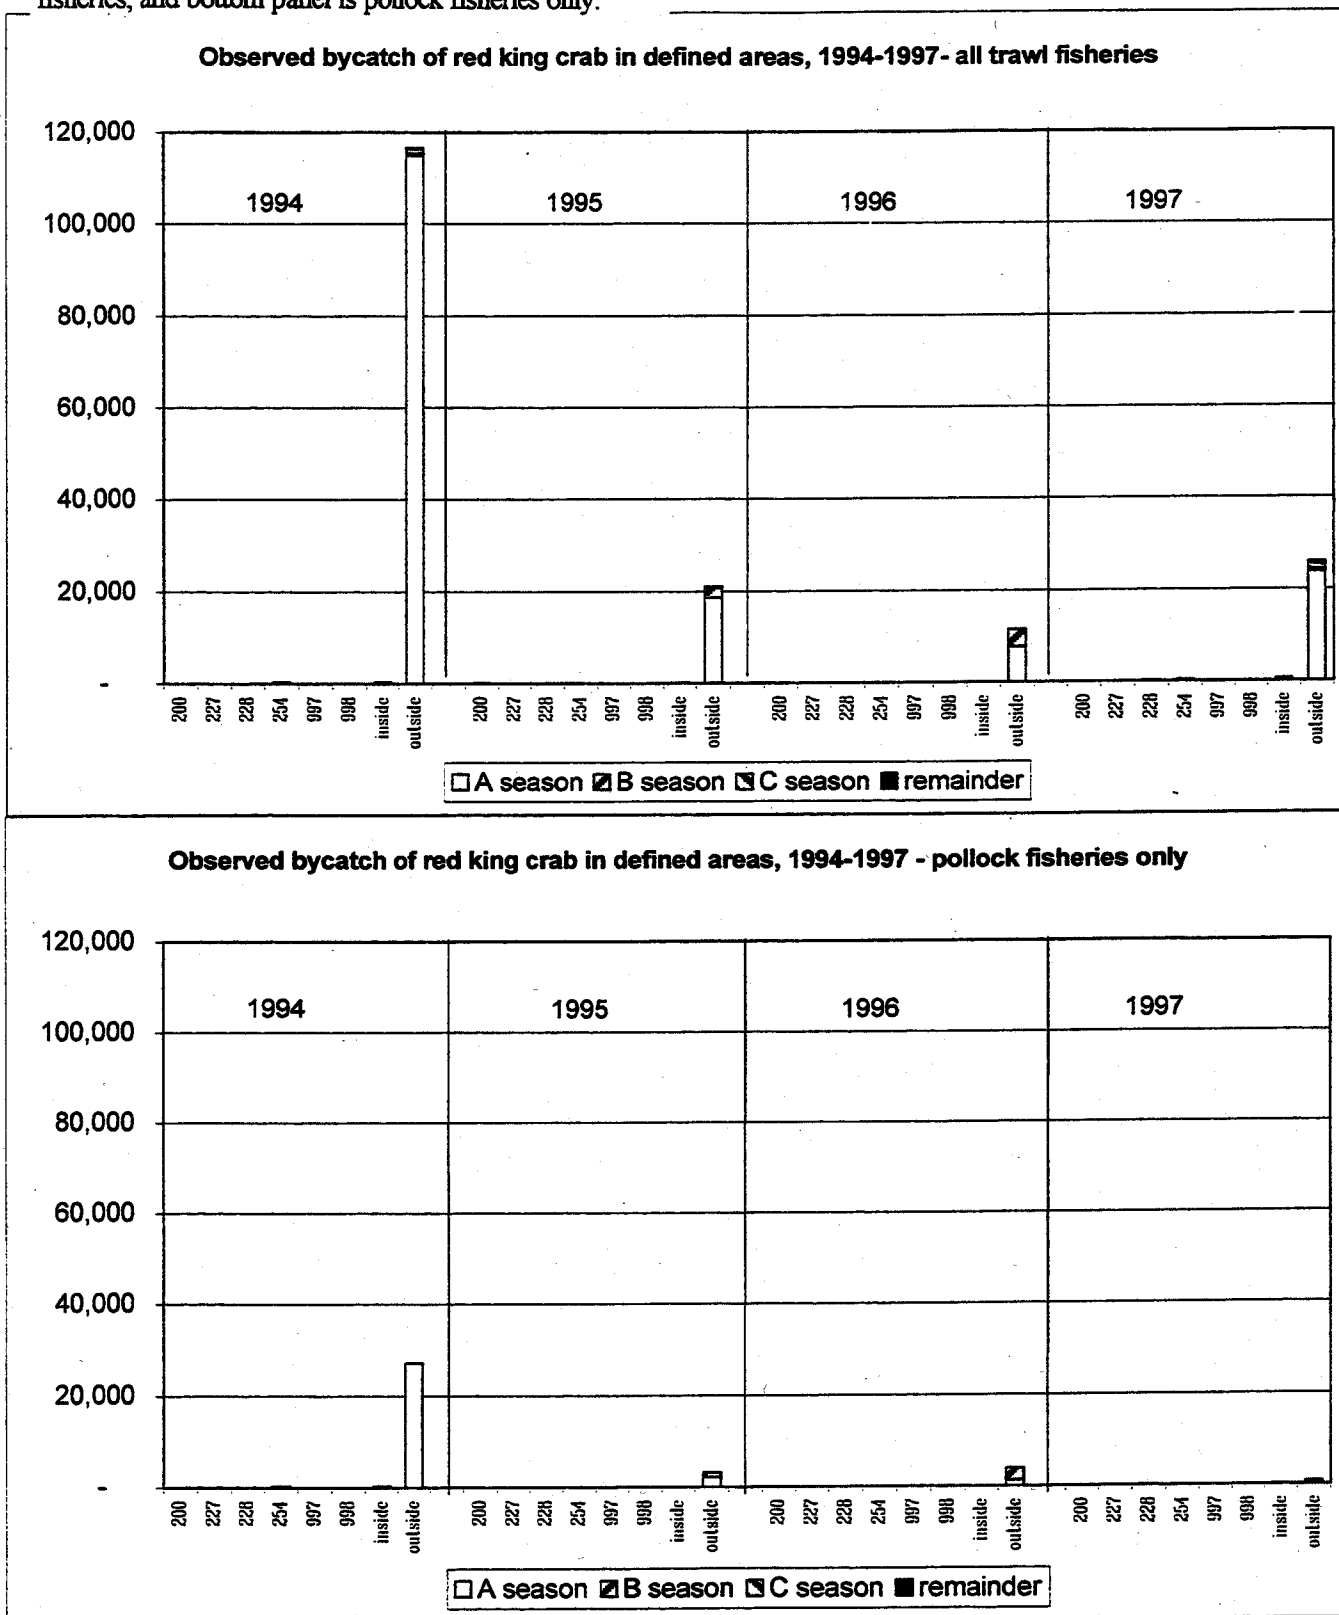 fisheries, and bottom panel is pollock fisheries only.
Observed bycatch of red king crab in defined areas, 1994-1997- all trawl fisheries
120,000
100,000
80,000
60,000
40,000
20,000
-
1994 1995 1996 1997
200 227 228 254 997 998 inside outside 200 227 228 254 997 998 inside outside 200 227 228 254 997 998 inside outside 200 227 228 254 997 998 inside outside
A season B season C season remainder
Observed bycatch of red king crab in defined areas, 1994-1997 - pollock fisheries only
120,000
100,000
80,000
60,000
40,000
20,000
-
1994 1995 1996 1997
200 227 228 254 997 998 inside outside 200 227 228 254 997 998 inside outside 200 227 228 254 997 998 inside outside 200 227 228 254 997 998 inside outside
A season B season C season remainder